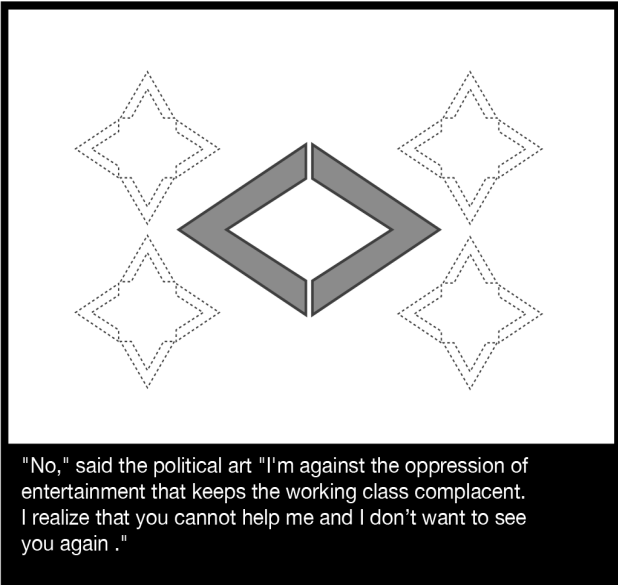 "No," said the political art "I'm against the oppression of
entertainment that keeps the working class complacent.
I realize that you cannot help me and I don’t want to see
you again ."